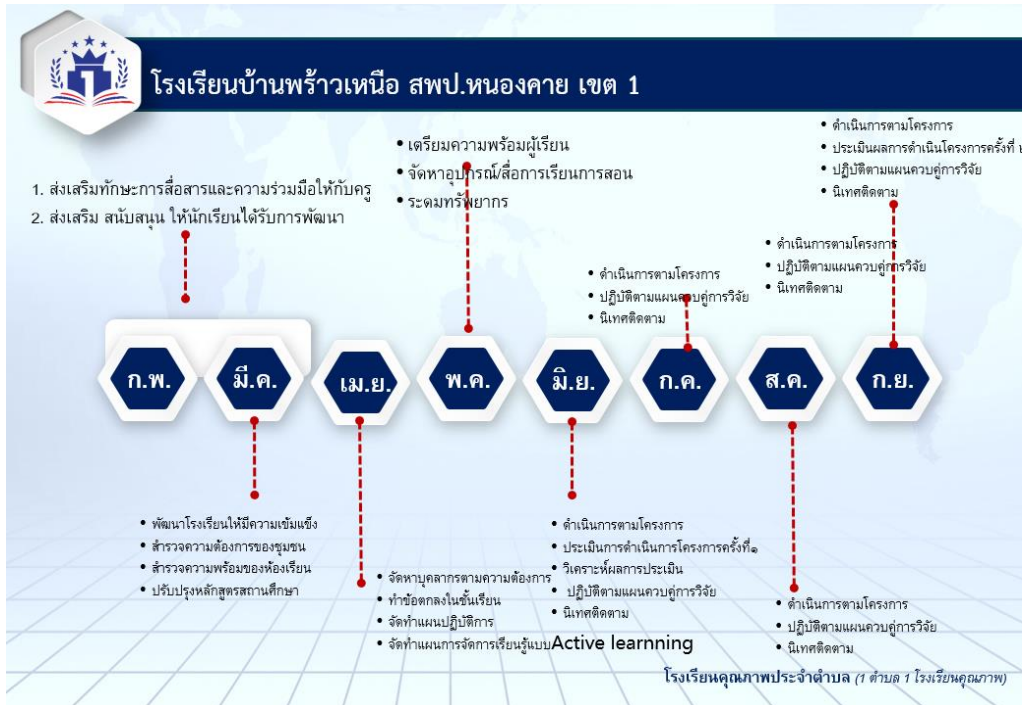 1
โรงเรียนบ้านพร้าวเหนือ สพป.หนองคาย เขต 1
1. ส่งเสริมทักษะการสื่อสารและความร่วมมือให้กับครู
2. ส่งเสริม สนับสนุน ให้นักเรียนได้รับการพัฒนา
• เตรียมความพร้อมผู้เรียน
• จัดหาอุปกรณ์/สื่อการเรียนการสอน
• ระดมทรัพยากร
• ดำเนินการตามโครงการ
• ปฏิบัติตามแผนควบคู่การวิจัย
• นิเทศติดตาม
• ดำเนินการตามโครงการ
• ปฏิบัติตามแผนควบคู่การวิจัย
• นิเทศติดตาม
• ดำเนินการตามโครงการ
• ประเมินผลการดำเนินโครงการครั้งที่
• ปฏิบัติตามแผนควบคู่การวิจัย
• นิเทศติดตาม
ก.พ.
มี.ค.
เม.ย.
พ.ค.
มิ.ย.
ก.ค.
ส.ค.
ก.ย.
• พัฒนาโรงเรียนให้มีความเข้มแข็ง
• สำรวจความต้องการของชุมชน
• สำรวจความพร้อมของห้องเรียน
• ปรับปรุงหลักสูตรสถานศึกษา
• จัดหาบุคลากรตามความต้องการ
• ทำข้อตกลงในชั้นเรียน
• จัดทำแผนปฏิบัติการ
• จัดทำแผนการจัดการเรียนรู้แบบActive learnning
• ดำเนินการตามโครงการ
• ประเมินการดำเนินการโครงการครั้งที่๑
• วิเคราะห์ผลการประเมิน
• ปฏิบัติตามแผนควบคู่การวิจัย
• นิเทศติดตาม
• ดำเนินการตามโครงการ
• ปฏิบัติตามแผนควบคู่การวิจัย
• นิเทศติดตาม
โรงเรียนคุณภาพประจำตำบล (1 ตำบล 1 โรงเรียนคุณภาพ)